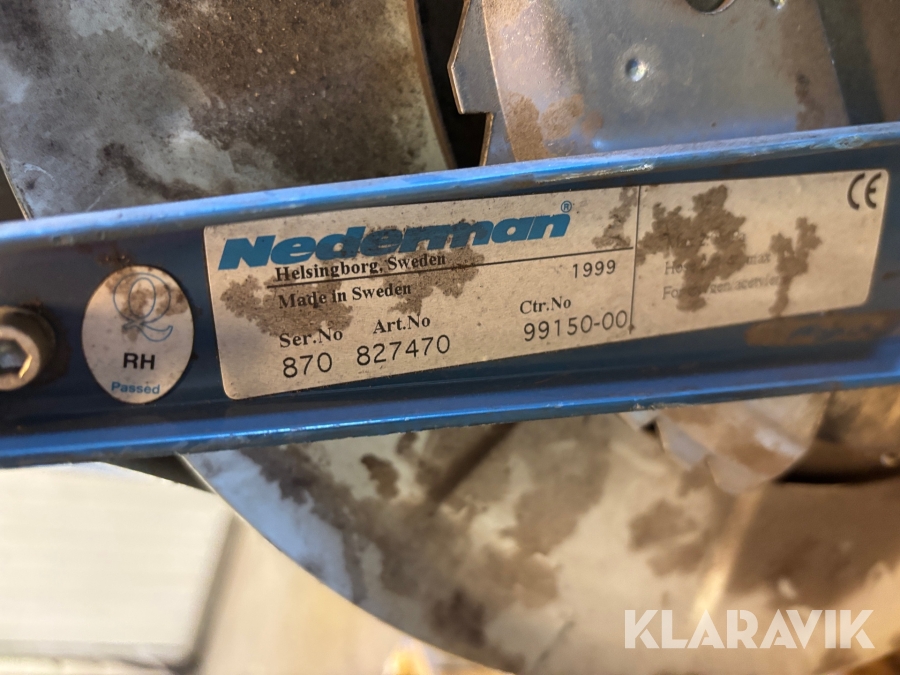 Nederman®
Helsingborg, Sweden
Made in Sweden 1999
Ser.No Art.No Ctr.No
870 827470 99150-00
CE
max
Q
RH
Passed
KLARAVIK